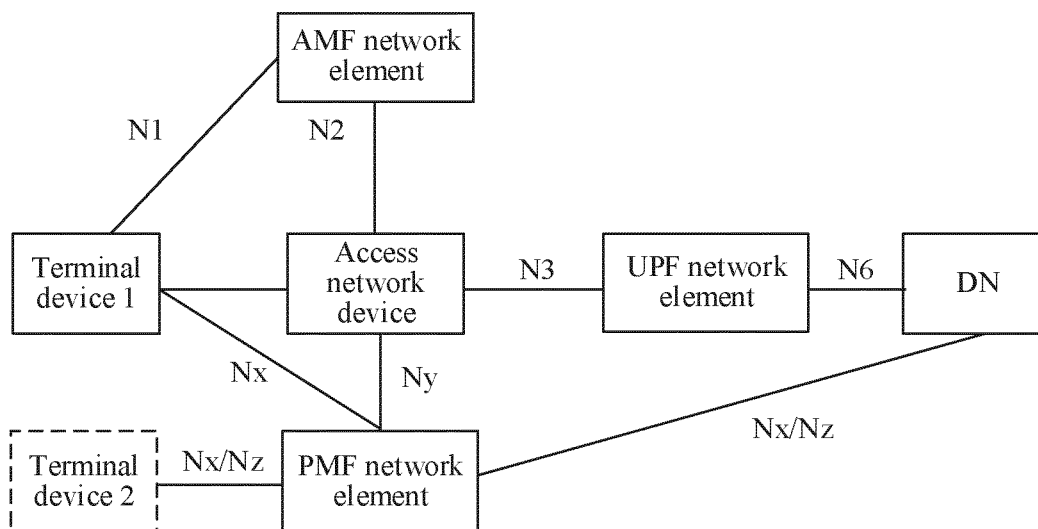 AMF network
element
N1
N2
Terminal
device 1
Access
network
device
N3
UPF network
element
N6
DN
Nx
Ny
Nx/Nz
Terminal
device 2
Nx/Nz
PMF network
element